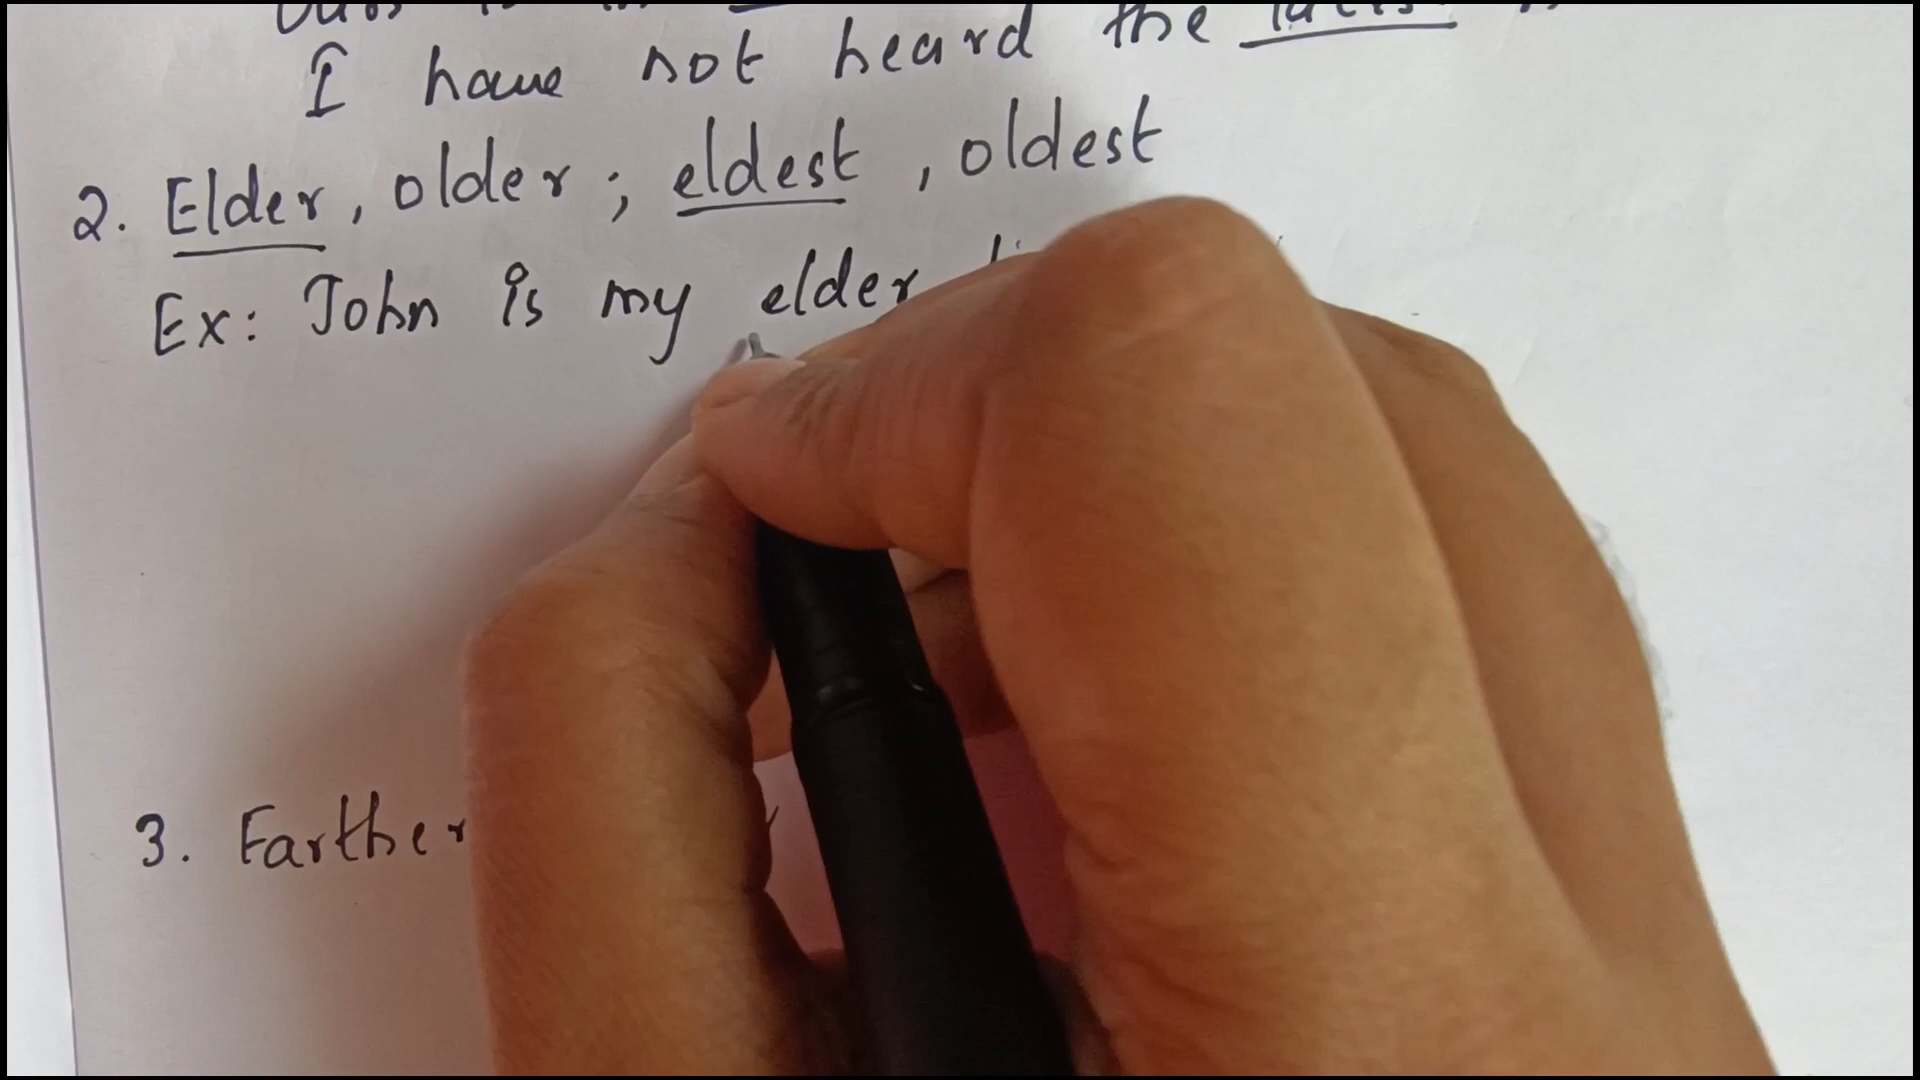 I have not heard the
2. Elder, older ; eldest , oldest
Ex: John is my elder
3. Farther